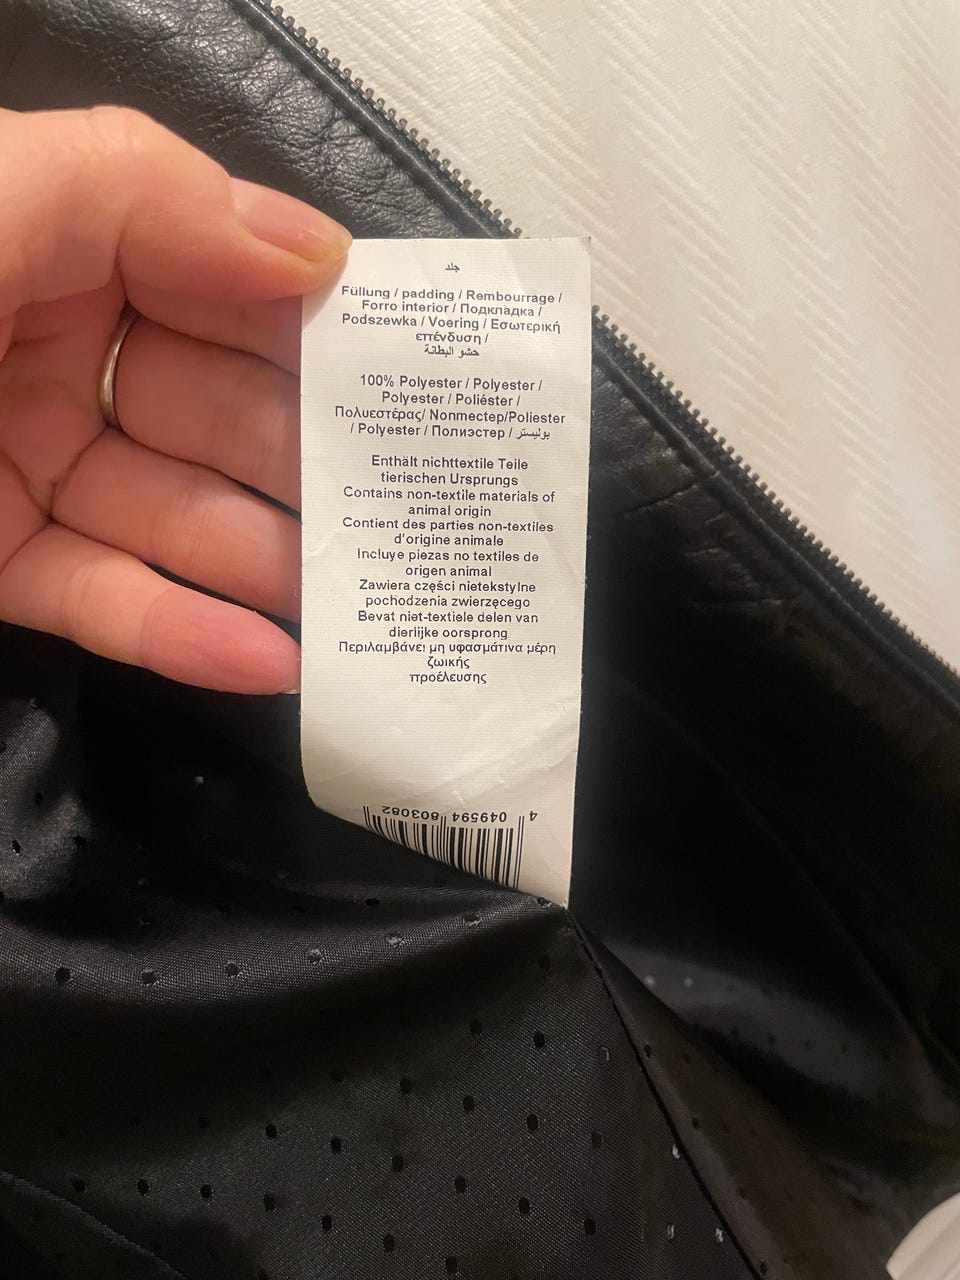 جلد
Füllung / padding / Rembourrage /
Forro interior / Подкладка /
Podszewka / Voering / Εσωτερική
επένδυση /
حشو البطانة
100% Polyester / Polyester /
Polyester / Poliéster /
Πολυεστέρας/ Nonmecтep/Poliester
/ Polyester / Полиэстер / بوليستر
Enthält nichttextile Teile
tierischen Ursprungs
Contains non-textile materials of
animal origin
Contient des parties non-textiles
d'origine animale
Incluye piezas no textiles de
origen animal
Zawiera części nietekstylne
pochodzenia zwierzęcego
Bevat niet-textiele delen van
dierlijke oorsprong
Περιλαμβάνει μη υφασμάτινα μέρη
ζωικής
προέλευσης
4 049594 803082